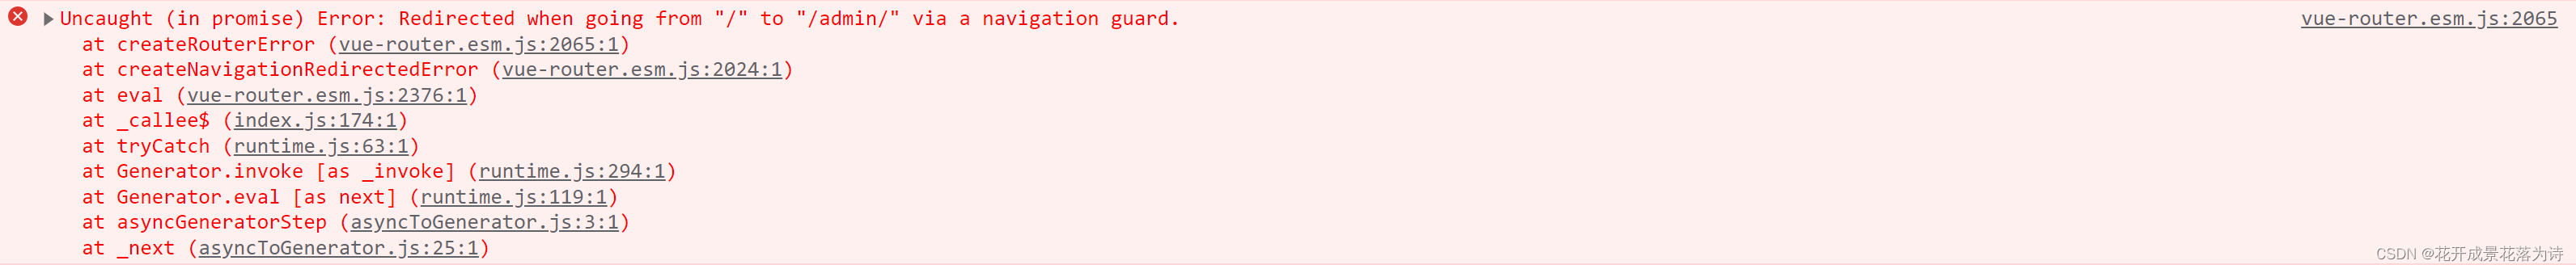 Uncaught (in promise) Error: Redirected when going from "/" to "/admin/" via a navigation guard. vue-router.esm.js:2065
at createRouterError (vue-router.esm.js:2065:1)
at createNavigationRedirectedError (vue-router.esm.js:2024:1)
at eval (vue-router.esm.js:2376:1)
at _callee$ (index.js:174:1)
at tryCatch (runtime.js:63:1)
at Generator.invoke [as _invoke] (runtime.js:294:1)
at Generator.eval [as next] (runtime.js:119:1)
at asyncGeneratorStep (asyncToGenerator.js:3:1)
at _next (asyncToGenerator.js:25:1)
CSDN @花开成景花落为诗